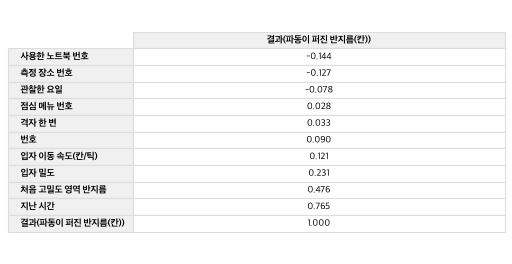 결과(파동이 퍼진 반지름(칸))
사용한 노트북 번호 -0.144
측정 장소 번호 -0.127
관찰한 요일 -0.078
점심 메뉴 번호 0.028
격자 한 변 0.033
번호 0.090
입자 이동 속도(칸/틱) 0.121
입자 밀도 0.231
처음 고밀도 영역 반지름 0.476
지난 시간 0.765
결과(파동이 퍼진 반지름(칸)) 1.000